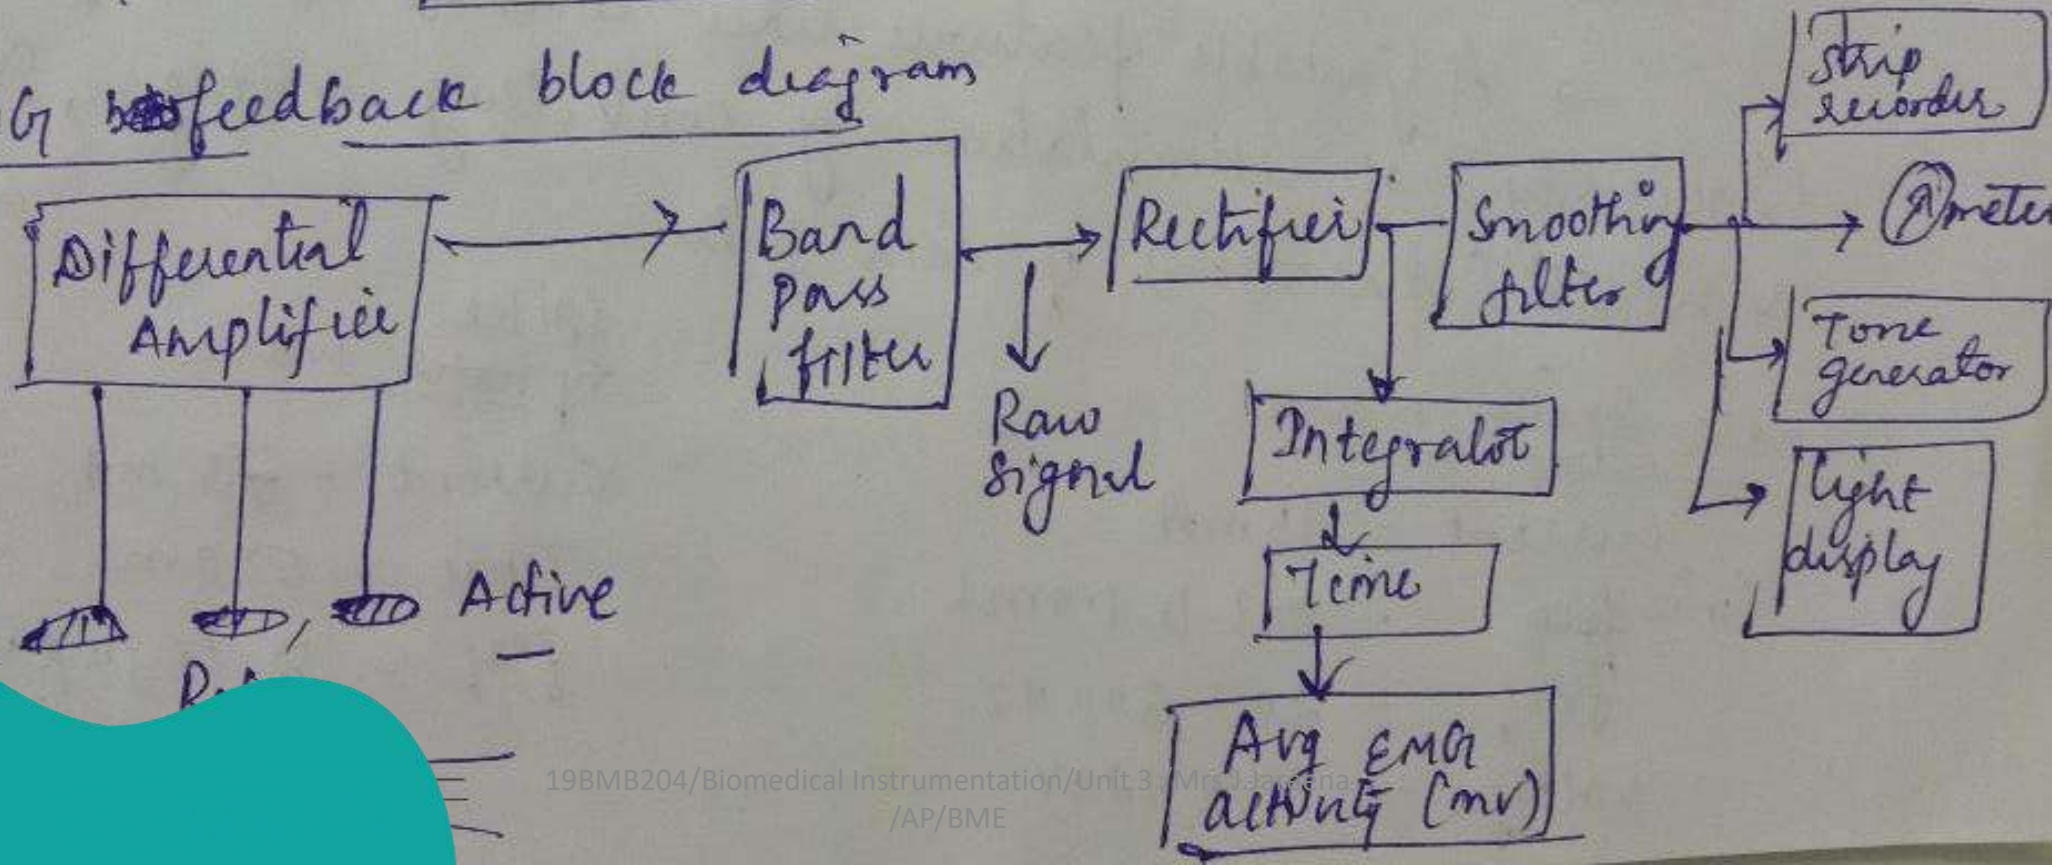 G feedback block diagram
Differential
Amplifier
Band
pass
filter
Raw
Signal
Rectifier
Smoothing
filter
Strip
recorder
meter
Tone
generator
light
display
Integrator
Time
Avg EMG
activity (mv)
Active
19BMB204/Biomedical Instrumentation/Unit 3
/AP/BME